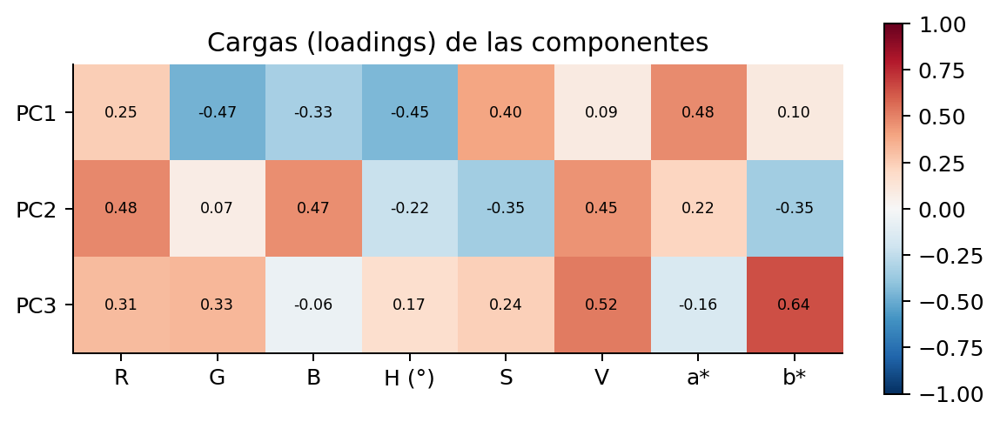 Cargas (loadings) de las componentes
PC1 0.25 -0.47 -0.33 -0.45 0.40 0.09 0.48 0.10
PC2 0.48 0.07 0.47 -0.22 -0.35 0.45 0.22 -0.35
PC3 0.31 0.33 -0.06 0.17 0.24 0.52 -0.16 0.64
R G B H (°) S V a* b*
1.00
0.75
0.50
0.25
0.00
−0.25
−0.50
−0.75
−1.00